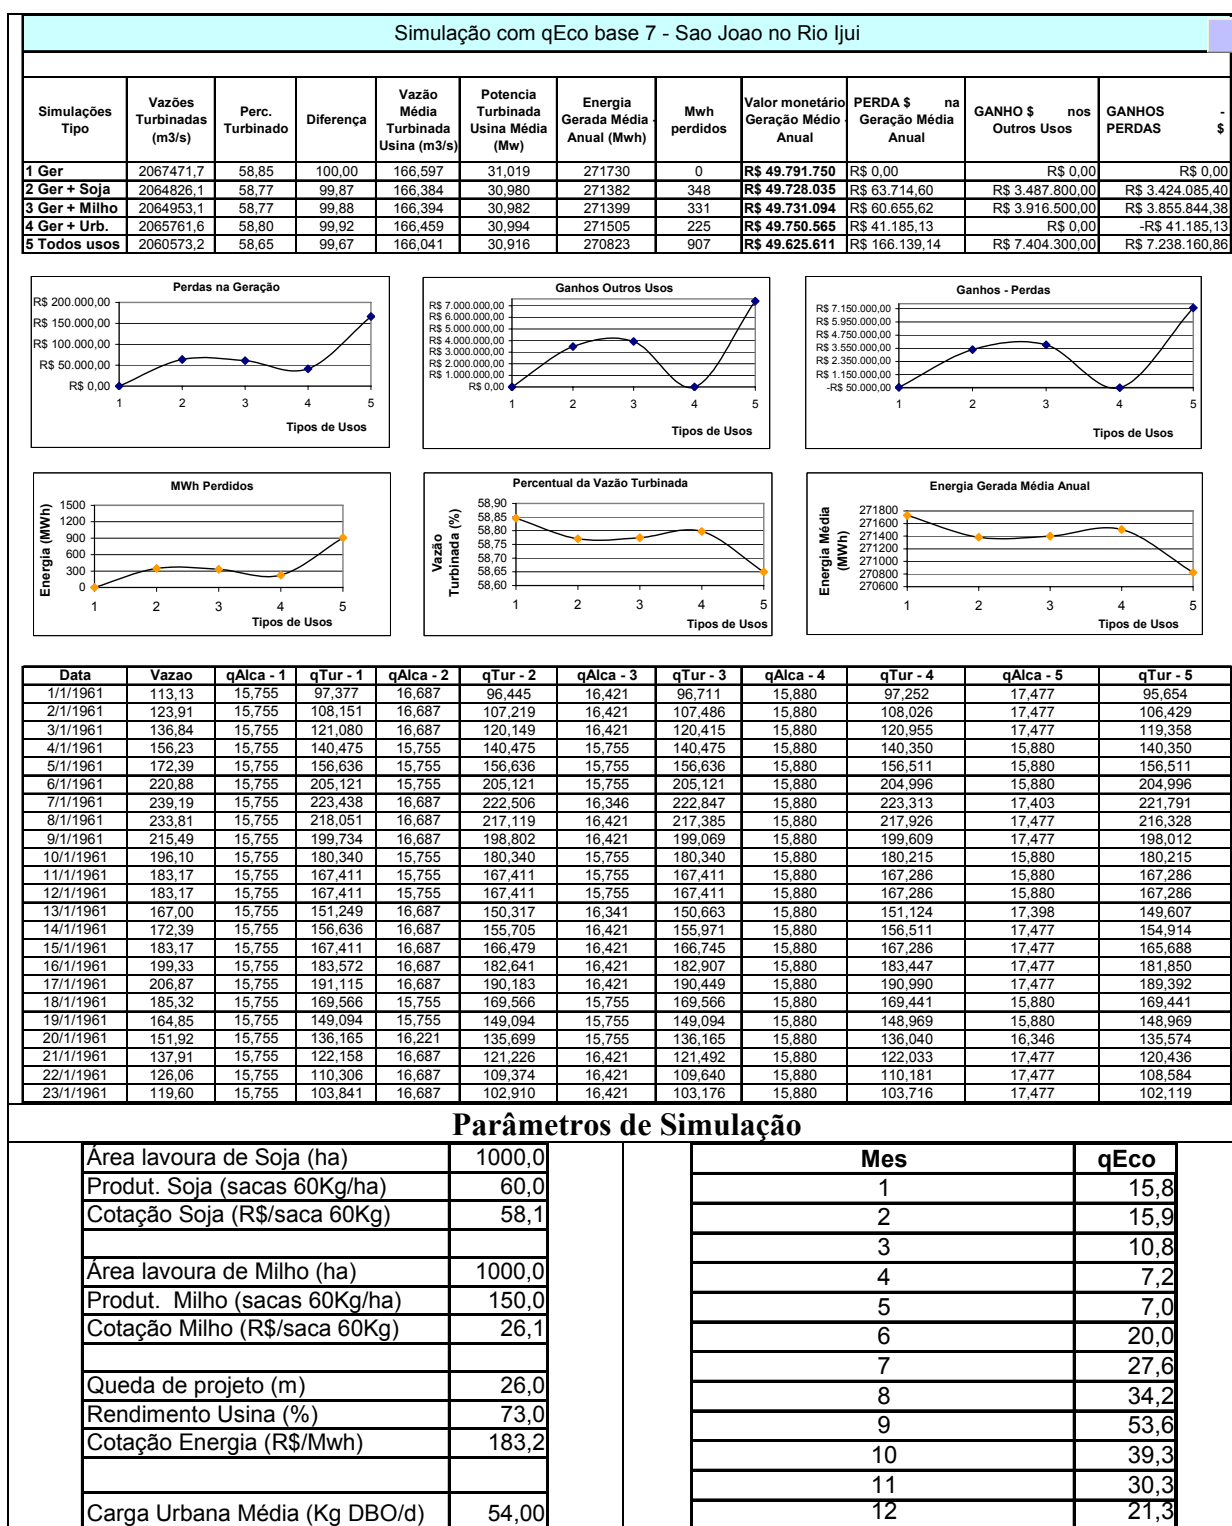 Simulação com qEco base 7 - Sao Joao no Rio Ijui
Simulações Tipo | Vazões Turbinadas (m3/s) | Perc. Turbinado | Diferença | Vazão Média Turbinada Usina (m3/s) | Potencia Turbinada Usina Média (Mw) | Energia Gerada Média - Anual (Mwh) | Mwh perdidos | Valor monetário Geração Médio - Anual | PERDA $ na Geração Média Anual | GANHO $ nos Outros Usos | GANHOS - PERDAS $
1 Ger | 2067471,7 | 58,85 | 100,00 | 166,597 | 31,019 | 271730 | 0 | R$ 49.791.750 | R$ 0,00 | R$ 0,00 | R$ 0,00
2 Ger + Soja | 2064826,1 | 58,77 | 99,87 | 166,384 | 30,980 | 271382 | 348 | R$ 49.728.035 | R$ 63.714,60 | R$ 3.487.800,00 | R$ 3.424.085,40
3 Ger + Milho | 2064953,1 | 58,77 | 99,88 | 166,394 | 30,982 | 271399 | 331 | R$ 49.731.094 | R$ 60.655,62 | R$ 3.916.500,00 | R$ 3.855.844,38
4 Ger + Urb. | 2065761,6 | 58,80 | 99,92 | 166,459 | 30,994 | 271505 | 225 | R$ 49.750.565 | R$ 41.185,13 | R$ 0,00 | -R$ 41.185,13
5 Todos usos | 2060573,2 | 58,65 | 99,67 | 166,041 | 30,916 | 270823 | 907 | R$ 49.625.611 | R$ 166.139,14 | R$ 7.404.300,00 | R$ 7.238.160,86
Perdas na Geração
R$ 200.000,00
R$ 150.000,00
R$ 100.000,00
R$ 50.000,00
R$ 0,00
1 2 3 4 5
Tipos de Usos
Ganhos Outros Usos
R$ 7.000.000,00
R$ 6.000.000,00
R$ 5.000.000,00
R$ 4.000.000,00
R$ 3.000.000,00
R$ 2.000.000,00
R$ 1.000.000,00
R$ 0,00
1 2 3 4 5
Tipos de Usos
Ganhos - Perdas
R$ 7.150.000,00
R$ 5.950.000,00
R$ 4.750.000,00
R$ 3.550.000,00
R$ 2.350.000,00
R$ 1.150.000,00
-R$ 50.000,00
1 2 3 4 5
Tipos de Usos
MWh Perdidos
Energia (MWh)
1500
1200
900
600
300
0
1 2 3 4 5
Tipos de Usos
Percentual da Vazão Turbinada
Vazão Turbinada (%)
58,90
58,85
58,80
58,75
58,70
58,65
58,60
1 2 3 4 5
Tipos de Usos
Energia Gerada Média Anual
Energia Média (MWh)
271800
271600
271400
271200
271000
270800
270600
1 2 3 4 5
Tipos de Usos
Data | Vazao | qAlca - 1 | qTur - 1 | qAlca - 2 | qTur - 2 | qAlca - 3 | qTur - 3 | qAlca - 4 | qTur - 4 | qAlca - 5 | qTur - 5
1/1/1961 | 113,13 | 15,755 | 97,377 | 16,687 | 96,445 | 16,421 | 96,711 | 15,880 | 97,252 | 17,477 | 95,654
2/1/1961 | 123,91 | 15,755 | 108,151 | 16,687 | 107,219 | 16,421 | 107,486 | 15,880 | 108,026 | 17,477 | 106,429
3/1/1961 | 136,84 | 15,755 | 121,080 | 16,687 | 120,149 | 16,421 | 120,415 | 15,880 | 120,955 | 17,477 | 119,358
4/1/1961 | 156,23 | 15,755 | 140,475 | 15,755 | 140,475 | 15,755 | 140,475 | 15,880 | 140,350 | 15,880 | 140,350
5/1/1961 | 172,39 | 15,755 | 156,636 | 15,755 | 156,636 | 15,755 | 156,636 | 15,880 | 156,511 | 15,880 | 156,511
6/1/1961 | 220,88 | 15,755 | 205,121 | 15,755 | 205,121 | 15,755 | 205,121 | 15,880 | 204,996 | 15,880 | 204,996
7/1/1961 | 239,19 | 15,755 | 223,438 | 16,687 | 222,506 | 16,346 | 222,847 | 15,880 | 223,313 | 17,403 | 221,791
8/1/1961 | 233,81 | 15,755 | 218,051 | 16,687 | 217,119 | 16,421 | 217,385 | 15,880 | 217,926 | 17,477 | 216,328
9/1/1961 | 215,49 | 15,755 | 199,734 | 16,687 | 198,802 | 16,421 | 199,069 | 15,880 | 199,609 | 17,477 | 198,012
10/1/1961 | 196,10 | 15,755 | 180,340 | 15,755 | 180,340 | 15,755 | 180,340 | 15,880 | 180,215 | 15,880 | 180,215
11/1/1961 | 183,17 | 15,755 | 167,411 | 15,755 | 167,411 | 15,755 | 167,411 | 15,880 | 167,286 | 15,880 | 167,286
12/1/1961 | 183,17 | 15,755 | 167,411 | 15,755 | 167,411 | 15,755 | 167,411 | 15,880 | 167,286 | 15,880 | 167,286
13/1/1961 | 167,00 | 15,755 | 151,249 | 16,687 | 150,317 | 16,341 | 150,663 | 15,880 | 151,124 | 17,398 | 149,607
14/1/1961 | 172,39 | 15,755 | 156,636 | 16,687 | 155,705 | 16,421 | 155,971 | 15,880 | 156,511 | 17,477 | 154,914
15/1/1961 | 183,17 | 15,755 | 167,411 | 16,687 | 166,479 | 16,421 | 166,745 | 15,880 | 167,286 | 17,477 | 165,688
16/1/1961 | 199,33 | 15,755 | 183,572 | 16,687 | 182,641 | 16,421 | 182,907 | 15,880 | 183,447 | 17,477 | 181,850
17/1/1961 | 206,87 | 15,755 | 191,115 | 16,687 | 190,183 | 16,421 | 190,449 | 15,880 | 190,990 | 17,477 | 189,392
18/1/1961 | 185,32 | 15,755 | 169,566 | 15,755 | 169,566 | 15,755 | 169,566 | 15,880 | 169,441 | 15,880 | 169,441
19/1/1961 | 164,85 | 15,755 | 149,094 | 15,755 | 149,094 | 15,755 | 149,094 | 15,880 | 148,969 | 15,880 | 148,969
20/1/1961 | 151,92 | 15,755 | 136,165 | 16,221 | 135,699 | 15,755 | 136,165 | 15,880 | 136,040 | 16,346 | 135,574
21/1/1961 | 137,91 | 15,755 | 122,158 | 16,687 | 121,226 | 16,421 | 121,492 | 15,880 | 122,033 | 17,477 | 120,436
22/1/1961 | 126,06 | 15,755 | 110,306 | 16,687 | 109,374 | 16,421 | 109,640 | 15,880 | 110,181 | 17,477 | 108,584
23/1/1961 | 119,60 | 15,755 | 103,841 | 16,687 | 102,910 | 16,421 | 103,176 | 15,880 | 103,716 | 17,477 | 102,119
Parâmetros de Simulação
Área lavoura de Soja (ha) | 1000,0
Produt. Soja (sacas 60Kg/ha) | 60,0
Cotação Soja (R$/saca 60Kg) | 58,1
Área lavoura de Milho (ha) | 1000,0
Produt. Milho (sacas 60Kg/ha) | 150,0
Cotação Milho (R$/saca 60Kg) | 26,1
Queda de projeto (m) | 26,0
Rendimento Usina (%) | 73,0
Cotação Energia (R$/Mwh) | 183,2
Carga Urbana Média (Kg DBO/d) | 54,00
Mes | qEco
1 | 15,8
2 | 15,9
3 | 10,8
4 | 7,2
5 | 7,0
6 | 20,0
7 | 27,6
8 | 34,2
9 | 53,6
10 | 39,3
11 | 30,3
12 | 21,3